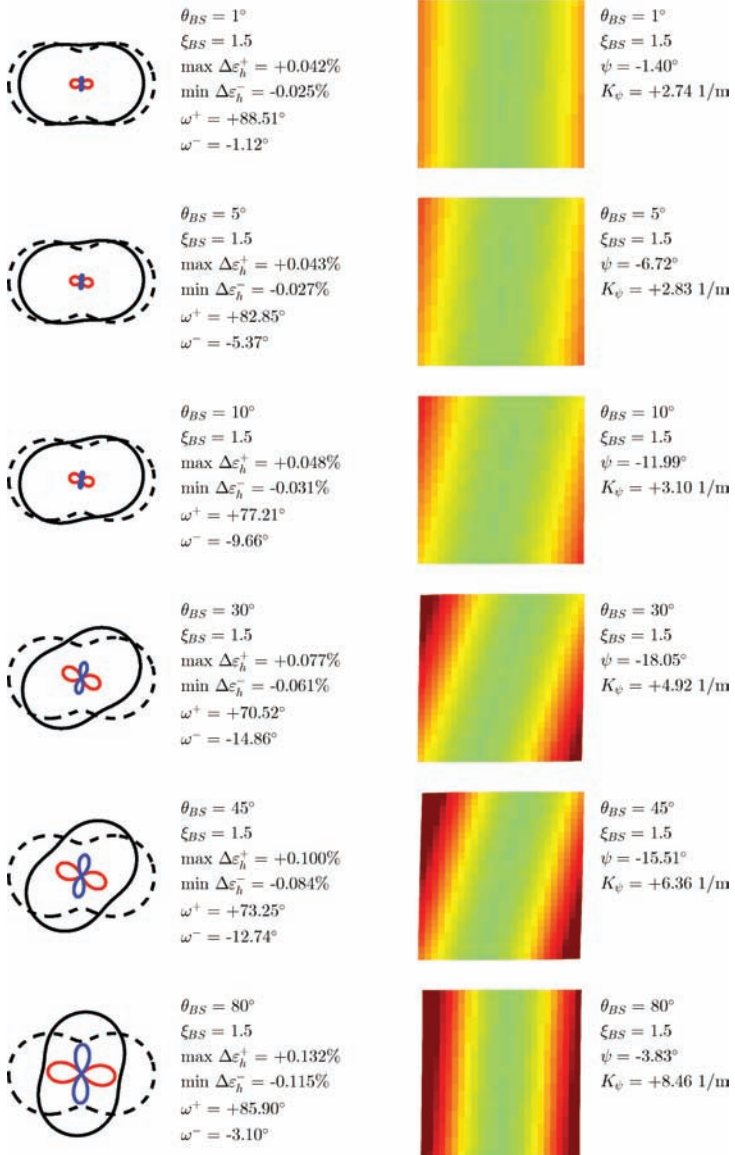 θ_BS = 1°
ξ_BS = 1.5
max Δε_h^+ = +0.042%
min Δε_h^- = -0.025%
ω^+ = +88.51°
ω^- = -1.12°
θ_BS = 1°
ξ_BS = 1.5
ψ = -1.40°
K_ψ = +2.74 1/m
θ_BS = 5°
ξ_BS = 1.5
max Δε_h^+ = +0.043%
min Δε_h^- = -0.027%
ω^+ = +82.85°
ω^- = -5.37°
θ_BS = 5°
ξ_BS = 1.5
ψ = -6.72°
K_ψ = +2.83 1/m
θ_BS = 10°
ξ_BS = 1.5
max Δε_h^+ = +0.048%
min Δε_h^- = -0.031%
ω^+ = +77.21°
ω^- = -9.66°
θ_BS = 10°
ξ_BS = 1.5
ψ = -11.99°
K_ψ = +3.10 1/m
θ_BS = 30°
ξ_BS = 1.5
max Δε_h^+ = +0.077%
min Δε_h^- = -0.061%
ω^+ = +70.52°
ω^- = -14.86°
θ_BS = 30°
ξ_BS = 1.5
ψ = -18.05°
K_ψ = +4.92 1/m
θ_BS = 45°
ξ_BS = 1.5
max Δε_h^+ = +0.100%
min Δε_h^- = -0.084%
ω^+ = +73.25°
ω^- = -12.74°
θ_BS = 45°
ξ_BS = 1.5
ψ = -15.51°
K_ψ = +6.36 1/m
θ_BS = 80°
ξ_BS = 1.5
max Δε_h^+ = +0.132%
min Δε_h^- = -0.115%
ω^+ = +85.90°
ω^- = -3.10°
θ_BS = 80°
ξ_BS = 1.5
ψ = -3.83°
K_ψ = +8.46 1/m